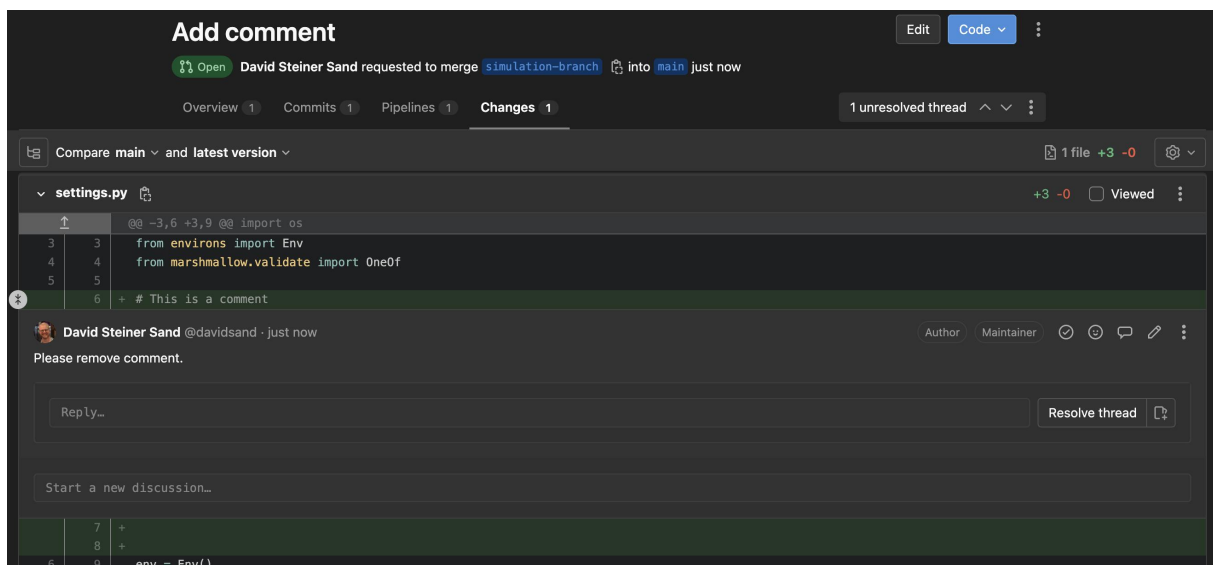 Add comment
Edit
Code
Open David Steiner Sand requested to merge simulation-branch into main just now
Overview 1 Commits 1 Pipelines 1 Changes 1
1 unresolved thread
Compare main and latest version
1 file +3 -0
settings.py
+3 -0 Viewed
@@ -3,6 +3,9 @@ import os
3 3 from environs import Env
4 4 from marshmallow.validate import OneOf
5 5
6 + # This is a comment
David Steiner Sand @davidsand · just now
Author Maintainer
Please remove comment.
Reply…
Resolve thread
Start a new discussion…
7 +
8 +
6 9 env = Env()